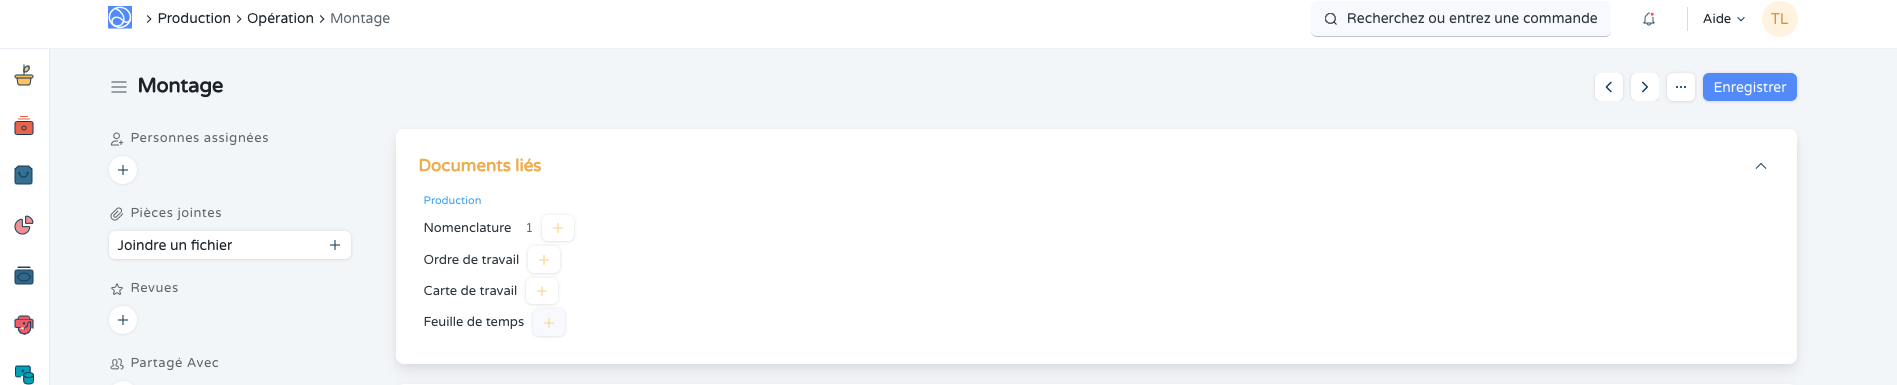 Production Opération Montage
Recherchez ou entrez une commande
Aide
TL
Montage
Enregistrer
Personnes assignées
Pièces jointes
Joindre un fichier
Revues
Partagé Avec
Documents liés
Production
Nomenclature 1
Ordre de travail
Carte de travail
Feuille de temps